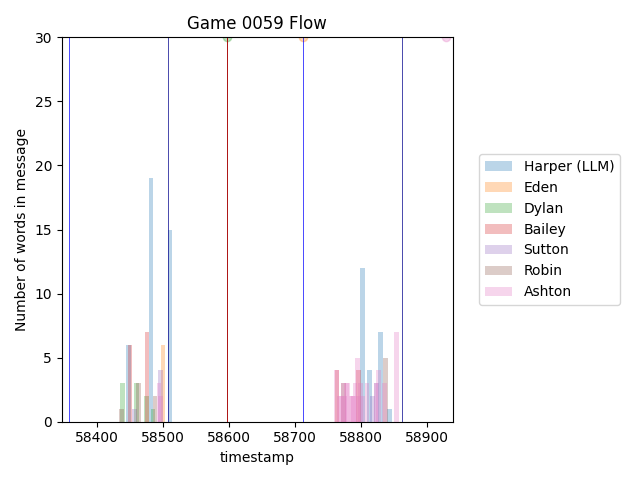 Game 0059 Flow
30
25
20
15
10
5
0
Number of words in message
58400
58500
58600
58700
58800
58900
timestamp
Harper (LLM)
Eden
Dylan
Bailey
Sutton
Robin
Ashton